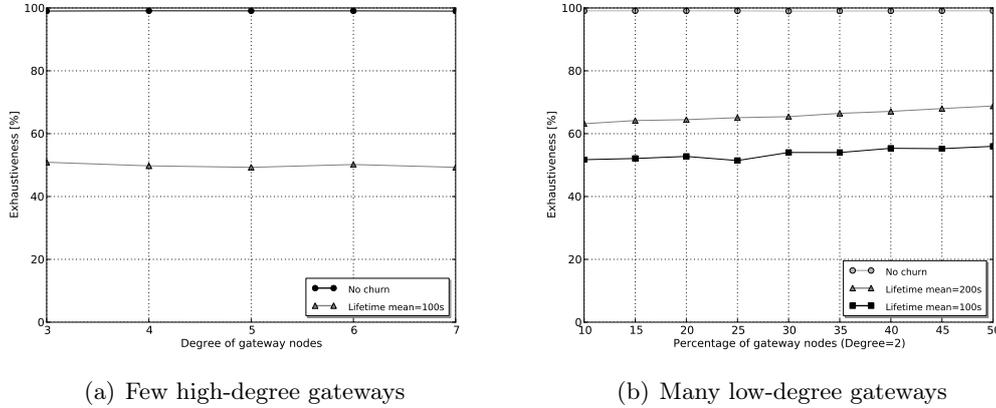 100
80
60
40
20
0
Exhaustiveness [%]
3 4 5 6 7
Degree of gateway nodes
No churn
Lifetime mean=100s
(a) Few high-degree gateways
100
80
60
40
20
0
Exhaustiveness [%]
10 15 20 25 30 35 40 45 50
Percentage of gateway nodes (Degree=2)
No churn
Lifetime mean=200s
Lifetime mean=100s
(b) Many low-degree gateways